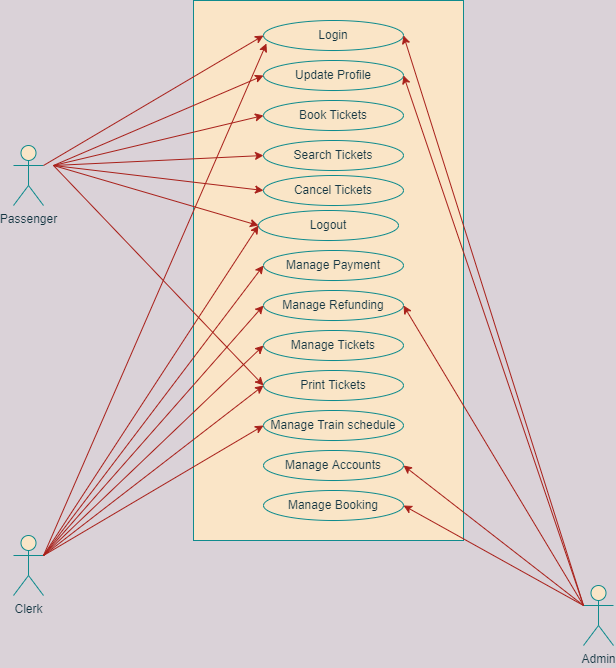 Login
Update Profile
Book Tickets
Search Tickets
Cancel Tickets
Passenger
Logout
Manage Payment
Manage Refunding
Manage Tickets
Print Tickets
Manage Train schedule
Manage Accounts
Manage Booking
Clerk
Admin